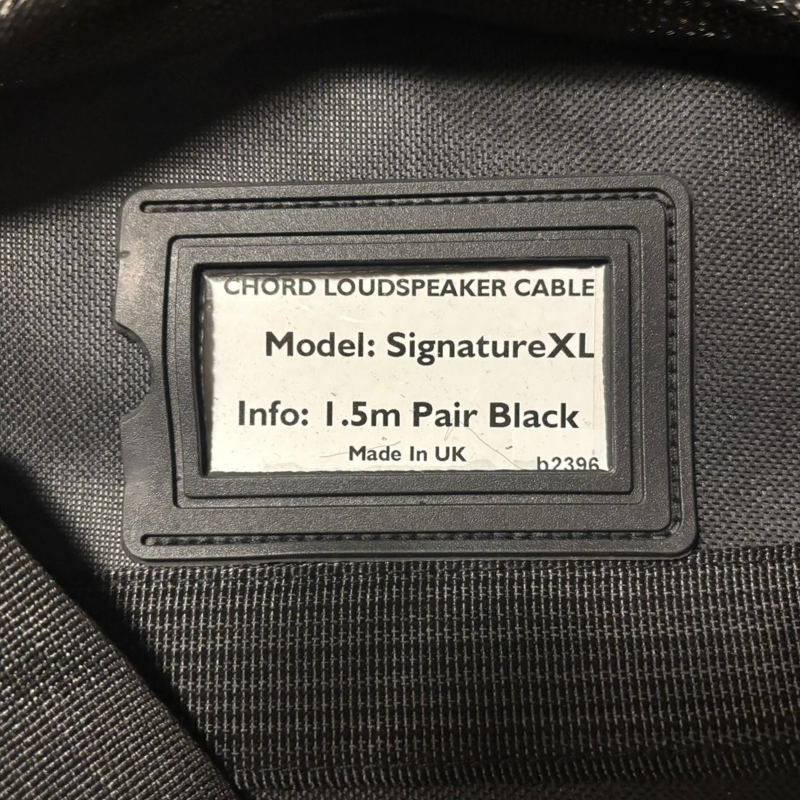 CHORD LOUDSPEAKER CABLE
Model: SignatureXL
Info: 1.5m Pair Black
Made In UK
b2396